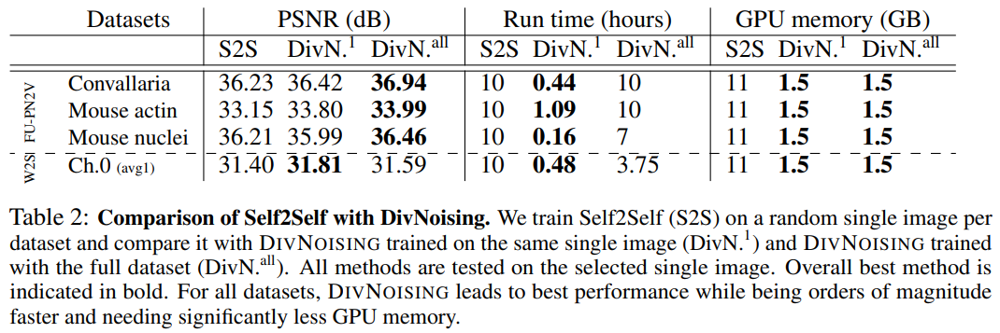 Datasets PSNR (dB) Run time (hours) GPU memory (GB)
S2S DivN.¹ DivN.ᵃˡˡ S2S DivN.¹ DivN.ᵃˡˡ S2S DivN.¹ DivN.ᵃˡˡ
FU-PN2V
Convallaria 36.23 36.42 36.94 10 0.44 10 11 1.5 1.5
Mouse actin 33.15 33.80 33.99 10 1.09 10 11 1.5 1.5
Mouse nuclei 36.21 35.99 36.46 10 0.16 7 11 1.5 1.5
W2S
Ch.0 (avg1) 31.40 31.81 31.59 10 0.48 3.75 11 1.5 1.5
Table 2: Comparison of Self2Self with DivNoising. We train Self2Self (S2S) on a random single image per
dataset and compare it with DIVNOISING trained on the same single image (DivN.¹) and DIVNOISING trained
with the full dataset (DivN.ᵃˡˡ). All methods are tested on the selected single image. Overall best method is
indicated in bold. For all datasets, DIVNOISING leads to best performance while being orders of magnitude
faster and needing significantly less GPU memory.